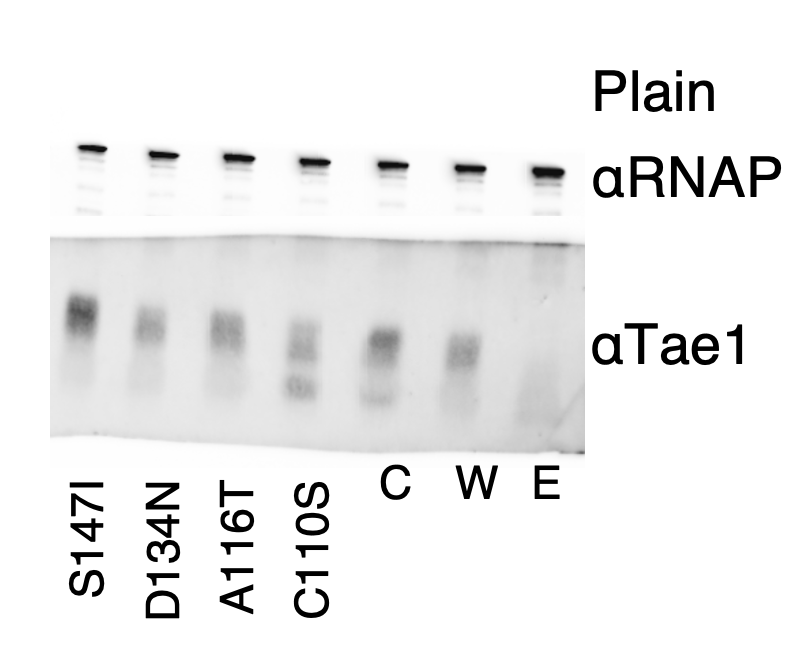 Plain
αRNAP
αTae1
S147I
D134N
A116T
C110S
C
W
E